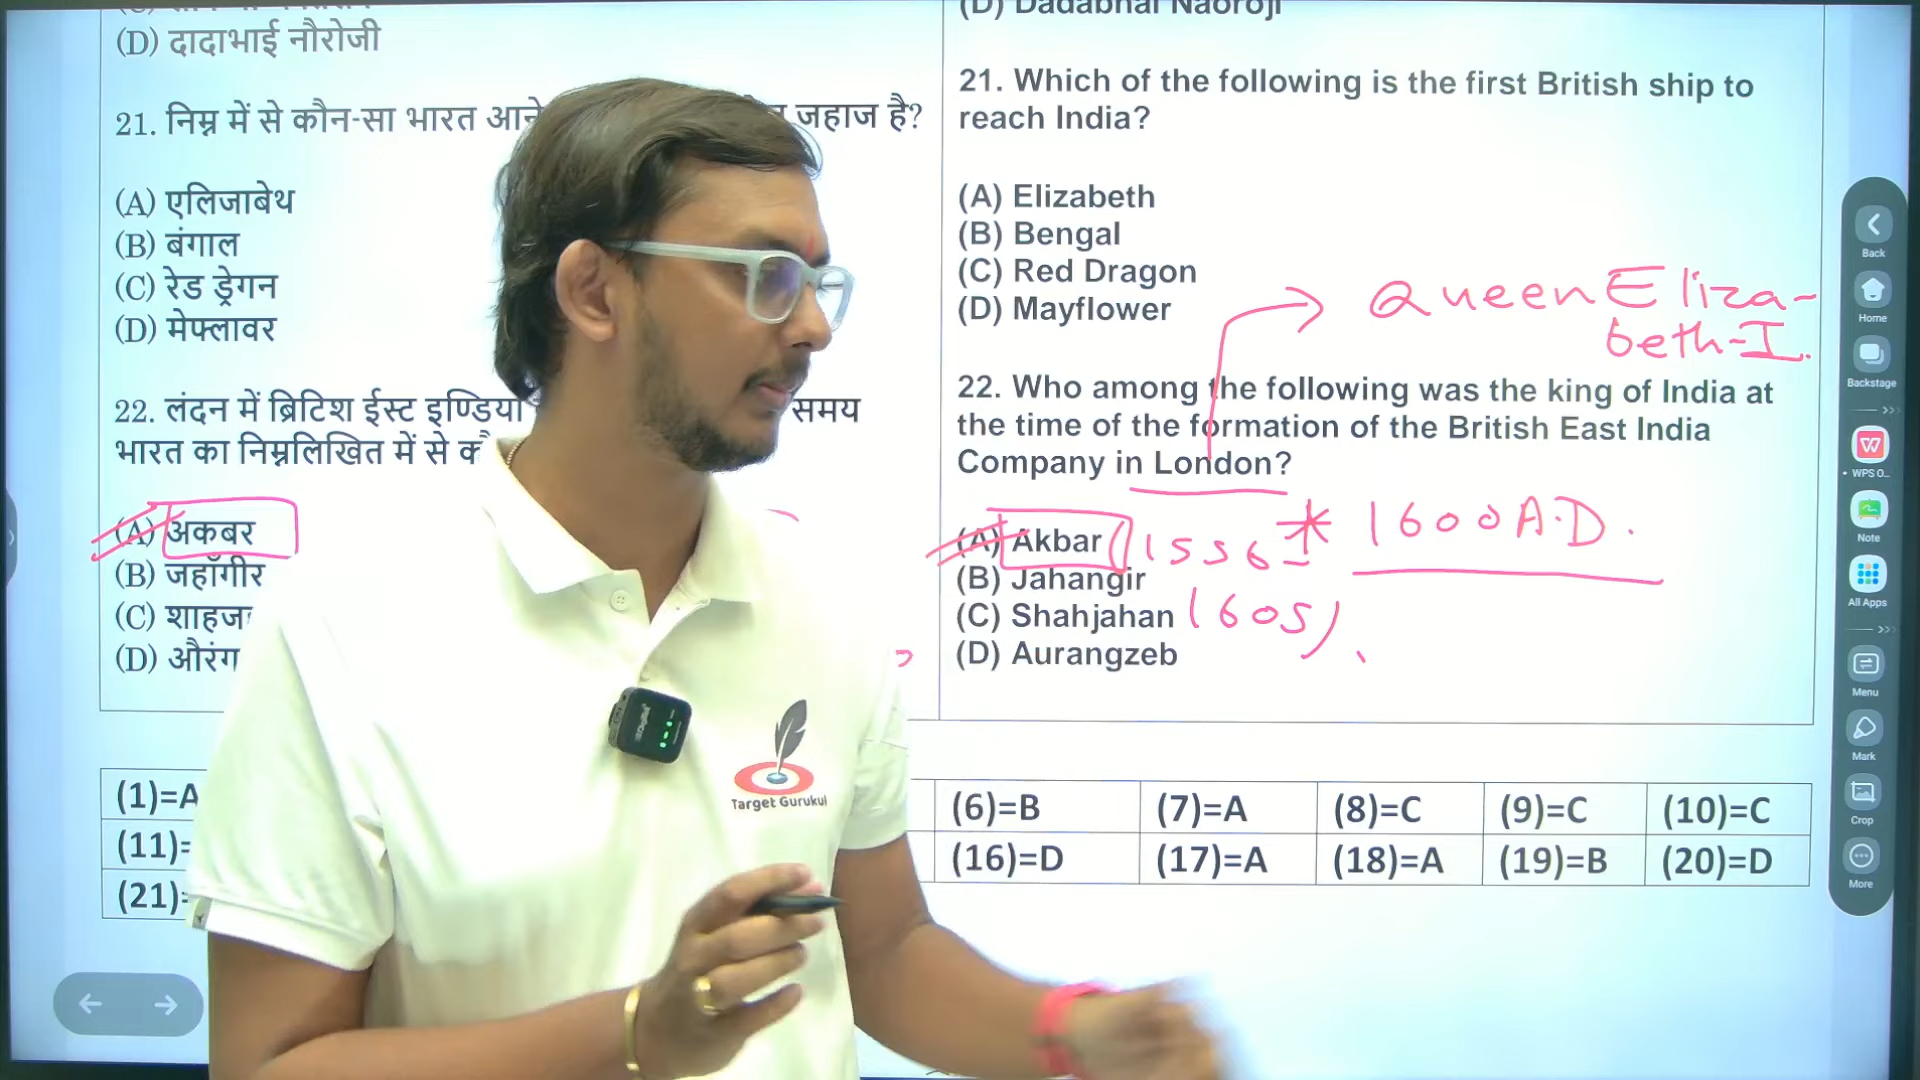 (D) दादाभाई नौरोजी
21. निम्न में से कौन-सा भारत आने
जहाज है?
(A) एलिजाबेथ
(B) बंगाल
(C) रेड ड्रेगन
(D) मेफ्लावर
22. लंदन में ब्रिटिश ईस्ट इण्डिया
समय
भारत का निम्नलिखित में से
(A) अकबर
(B) जहाँगीर
(C)
(D)
(D) Dadabhai Naoroji
21. Which of the following is the first British ship to
reach India?
(A) Elizabeth
(B) Bengal
(C) Red Dragon
(D) Mayflower
Queen Eliza-
beth-I.
22. Who among the following was the king of India at
the time of the formation of the British East India
Company in London?
* 1600 A.D.
(A) Akbar (1556-
(B) Jahangir
(C) Shahjahan 1605)
(D) Aurangzeb
(1)=A
(6)=B (7)=A (8)=C (9)=C (10)=C
(11)=
(16)=D (17)=A (18)=A (19)=B (20)=D
(21)=
Target Gurukul
Back
Home
Backstage
WPS O...
Note
All Apps
Menu
Mark
Crop
More